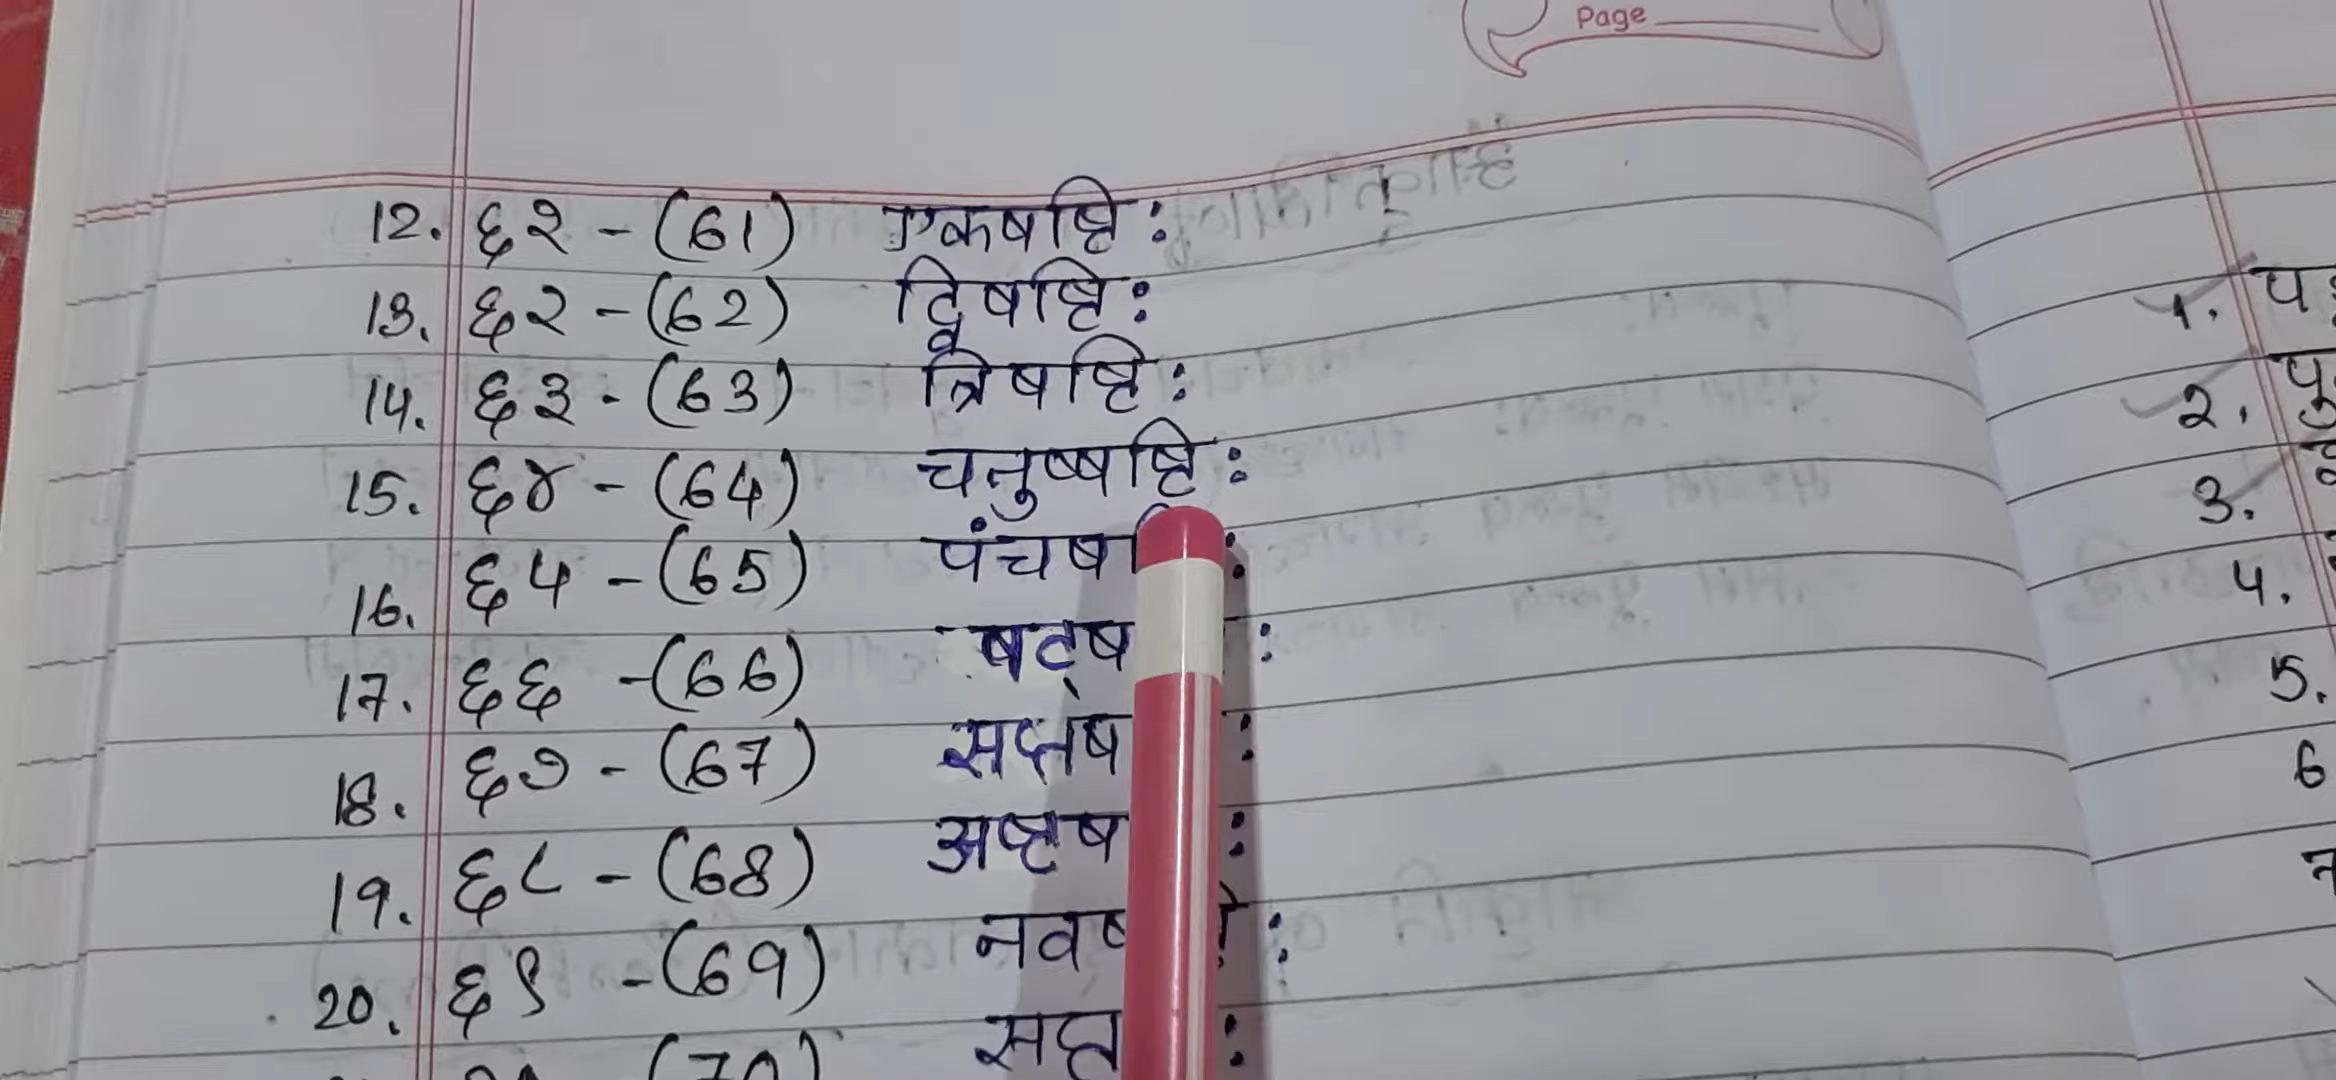 Page
12. ६१ - (61) एकषष्टि:
13. ६२ - (62) द्विषष्टि:
14. ६३ - (63) त्रिषष्टि:
15. ६४ - (64) चतुष्षष्टि:
16. ६५ - (65) पंचष
17. ६६ - (66) षट्ष
18. ६७ - (67) सप्तष
19. ६८ - (68) अष्टष
20. ६९ - (69) नवष
(70) सप्त
1. प
2. पु
3.
4.
5.
6
7